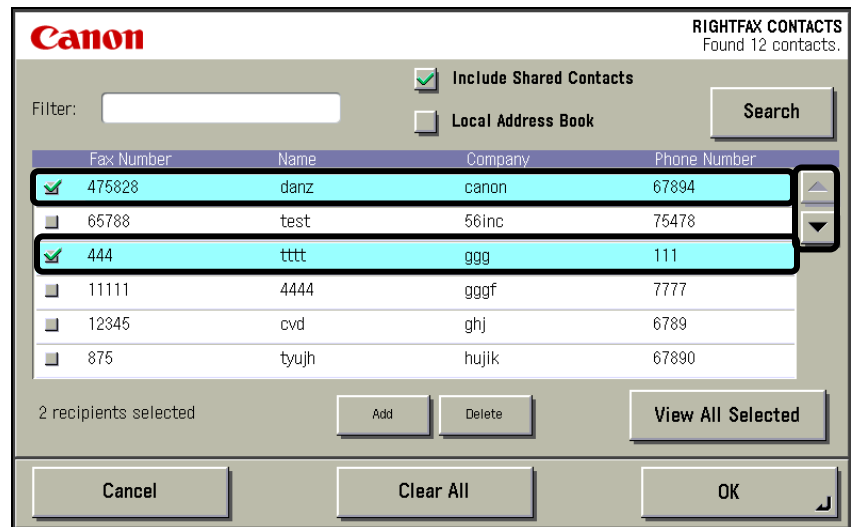 Canon
RIGHTFAX CONTACTS
Found 12 contacts.
Include Shared Contacts
Filter:
Local Address Book
Search
Fax Number Name Company Phone Number
475828 danz canon 67894
65788 test 56inc 75478
444 tttt ggg 111
11111 4444 gggf 7777
12345 cvd ghj 6789
875 tyujh hujik 67890
2 recipients selected Add Delete View All Selected
Cancel Clear All OK